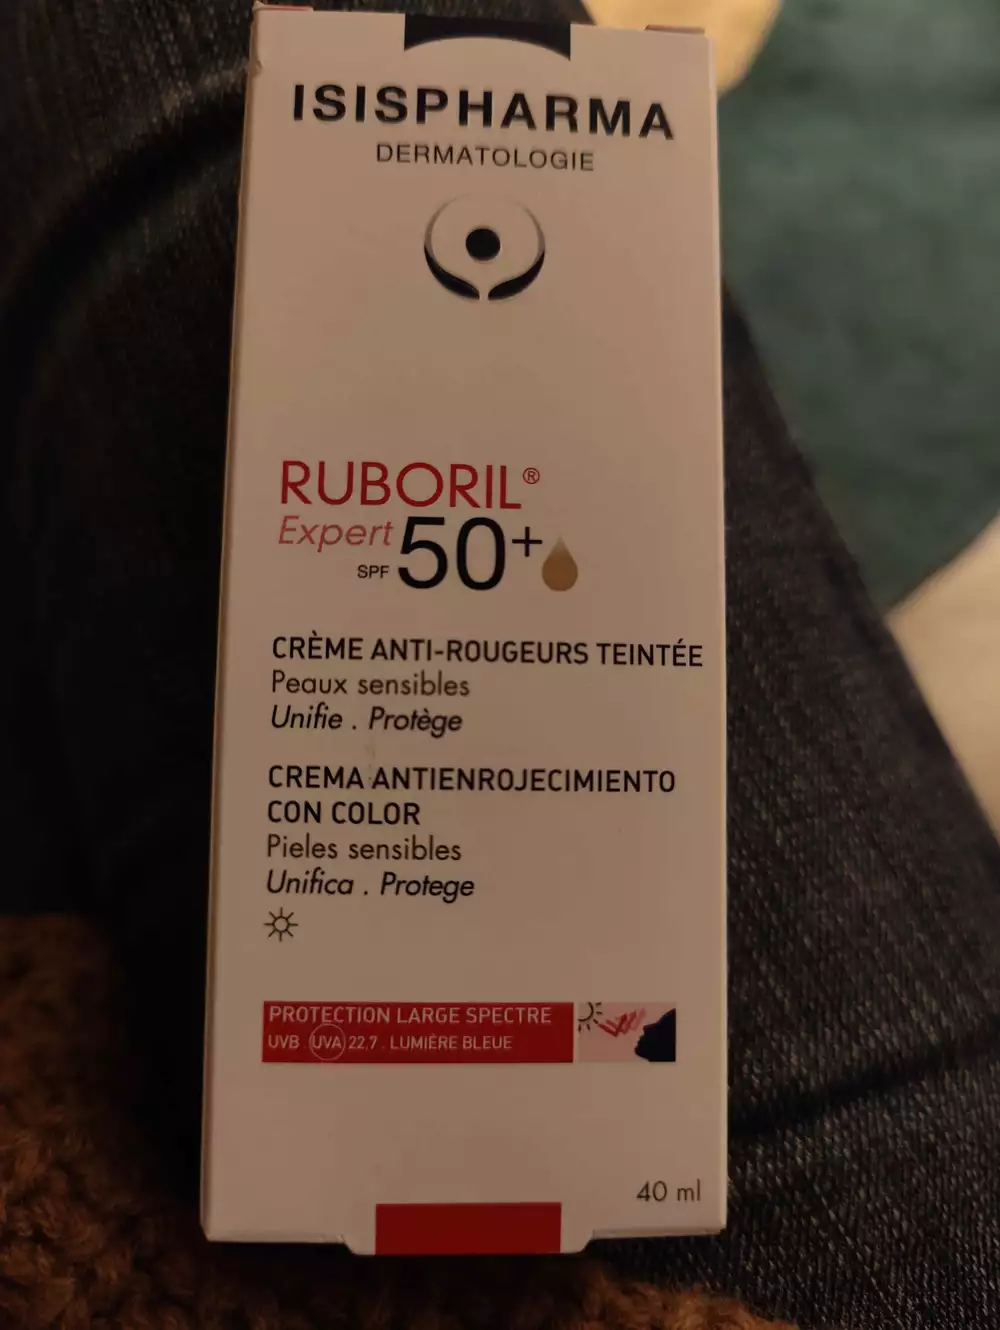 ISISPHARMA
DERMATOLOGIE
RUBORIL®
Expert
SPF 50+
CRÈME ANTI-ROUGEURS TEINTÉE
Peaux sensibles
Unifie . Protège
CREMA ANTIENROJECIMIENTO
CON COLOR
Pieles sensibles
Unifica . Protege
PROTECTION LARGE SPECTRE
UVB . UVA 22,7 . LUMIÈRE BLEUE
40 ml